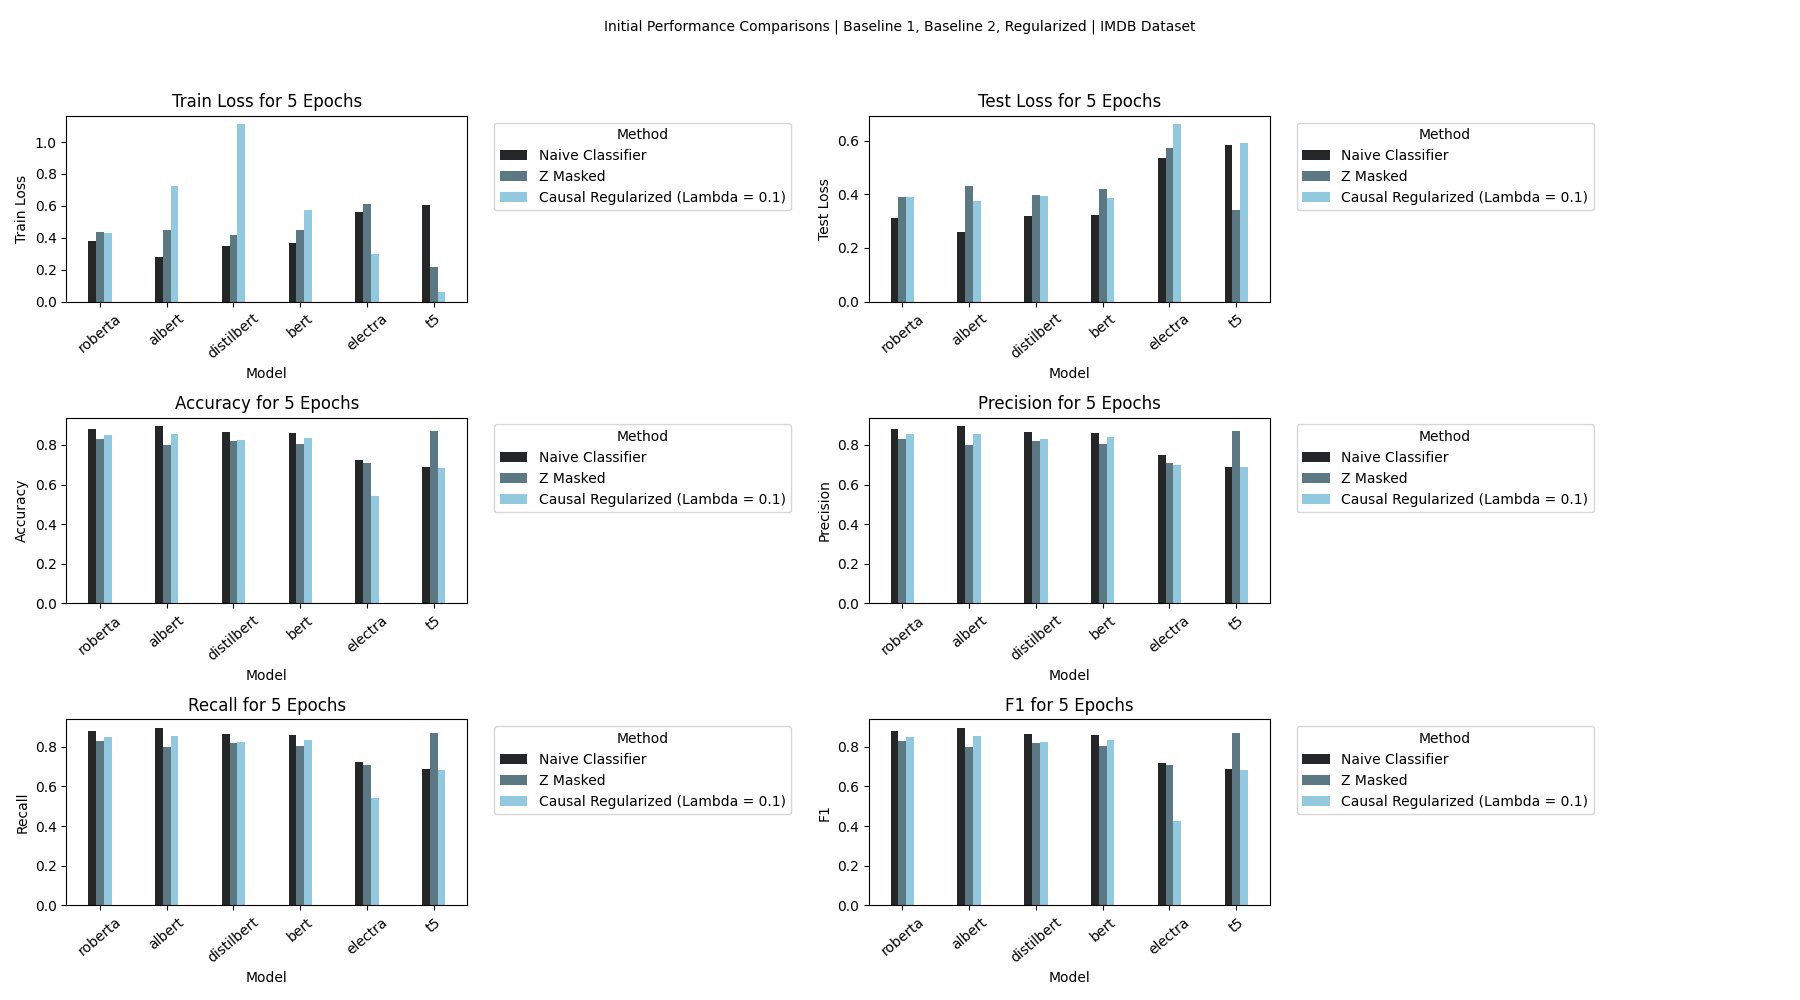 Initial Performance Comparisons | Baseline 1, Baseline 2, Regularized | IMDB Dataset
Train Loss for 5 Epochs
Train Loss
1.0
0.8
0.6
0.4
0.2
0.0
roberta
albert
distilbert
bert
electra
t5
Model
Method
Naive Classifier
Z Masked
Causal Regularized (Lambda = 0.1)
Test Loss for 5 Epochs
Test Loss
0.6
0.4
0.2
0.0
roberta
albert
distilbert
bert
electra
t5
Model
Method
Naive Classifier
Z Masked
Causal Regularized (Lambda = 0.1)
Accuracy for 5 Epochs
Accuracy
0.8
0.6
0.4
0.2
0.0
roberta
albert
distilbert
bert
electra
t5
Model
Method
Naive Classifier
Z Masked
Causal Regularized (Lambda = 0.1)
Precision for 5 Epochs
Precision
0.8
0.6
0.4
0.2
0.0
roberta
albert
distilbert
bert
electra
t5
Model
Method
Naive Classifier
Z Masked
Causal Regularized (Lambda = 0.1)
Recall for 5 Epochs
Recall
0.8
0.6
0.4
0.2
0.0
roberta
albert
distilbert
bert
electra
t5
Model
Method
Naive Classifier
Z Masked
Causal Regularized (Lambda = 0.1)
F1 for 5 Epochs
F1
0.8
0.6
0.4
0.2
0.0
roberta
albert
distilbert
bert
electra
t5
Model
Method
Naive Classifier
Z Masked
Causal Regularized (Lambda = 0.1)